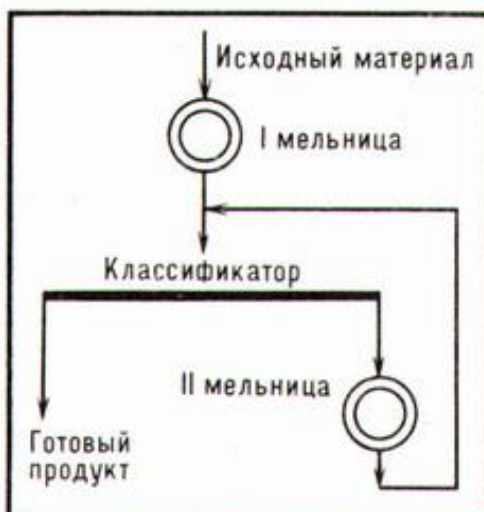 Исходный материал
I мельница
Классификатор
II мельница
Готовый
продукт